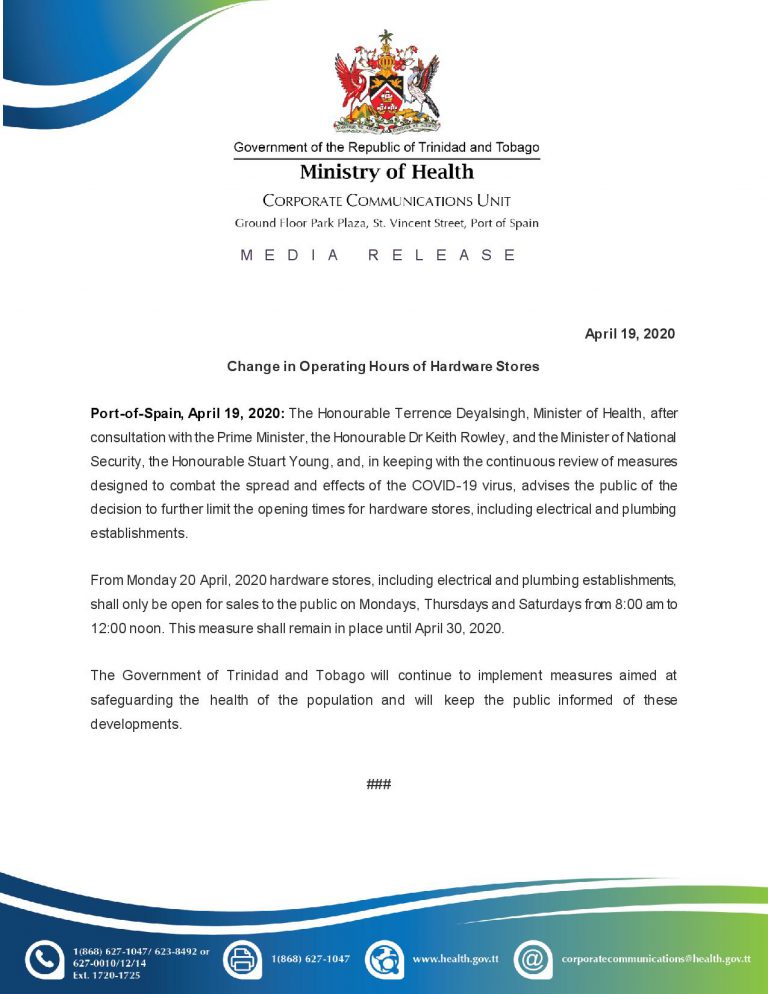 Government of the Republic of Trinidad and Tobago
Ministry of Health
CORPORATE COMMUNICATIONS UNIT
Ground Floor Park Plaza, St. Vincent Street, Port of Spain
MEDIA RELEASE
April 19, 2020
Change in Operating Hours of Hardware Stores
Port-of-Spain, April 19, 2020: The Honourable Terrence Deyalsingh, Minister of Health, after
consultation with the Prime Minister, the Honourable Dr Keith Rowley, and the Minister of National
Security, the Honourable Stuart Young, and, in keeping with the continuous review of measures
designed to combat the spread and effects of the COVID-19 virus, advises the public of the
decision to further limit the opening times for hardware stores, including electrical and plumbing
establishments.
From Monday 20 April, 2020 hardware stores, including electrical and plumbing establishments,
shall only be open for sales to the public on Mondays, Thursdays and Saturdays from 8:00 am to
12:00 noon. This measure shall remain in place until April 30, 2020.
The Government of Trinidad and Tobago will continue to implement measures aimed at
safeguarding the health of the population and will keep the public informed of these
developments.
###
1(868) 627-1047/ 623-8492 or
627-0010/12/14
Ext. 1720-1725
1(868) 627-1047
www.health.gov.tt
corporatecommunications@health.gov.tt